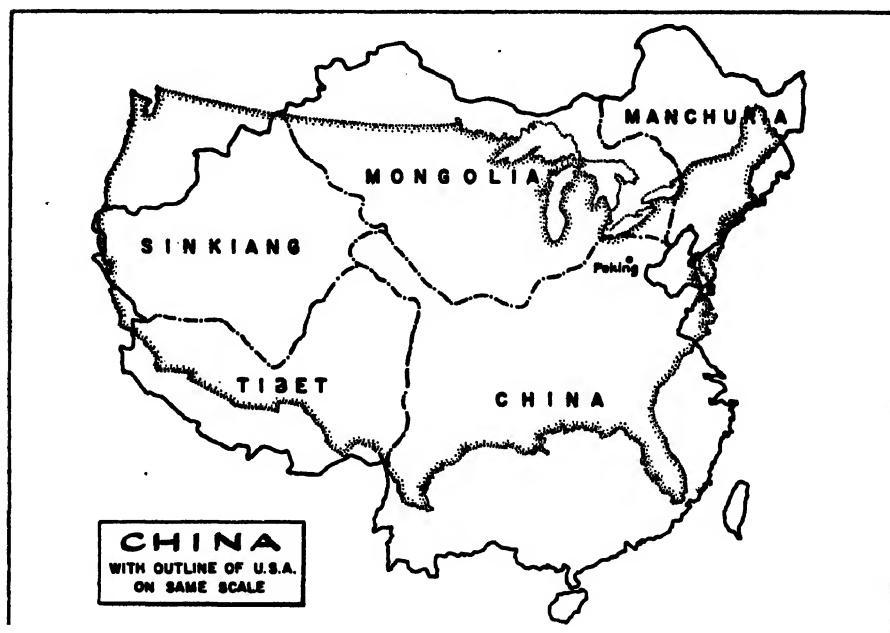 MANCHURIA
MONGOLIA
SINKIANG
Peking
TIBET
CHINA
CHINA
WITH OUTLINE OF U.S.A.
ON SAME SCALE